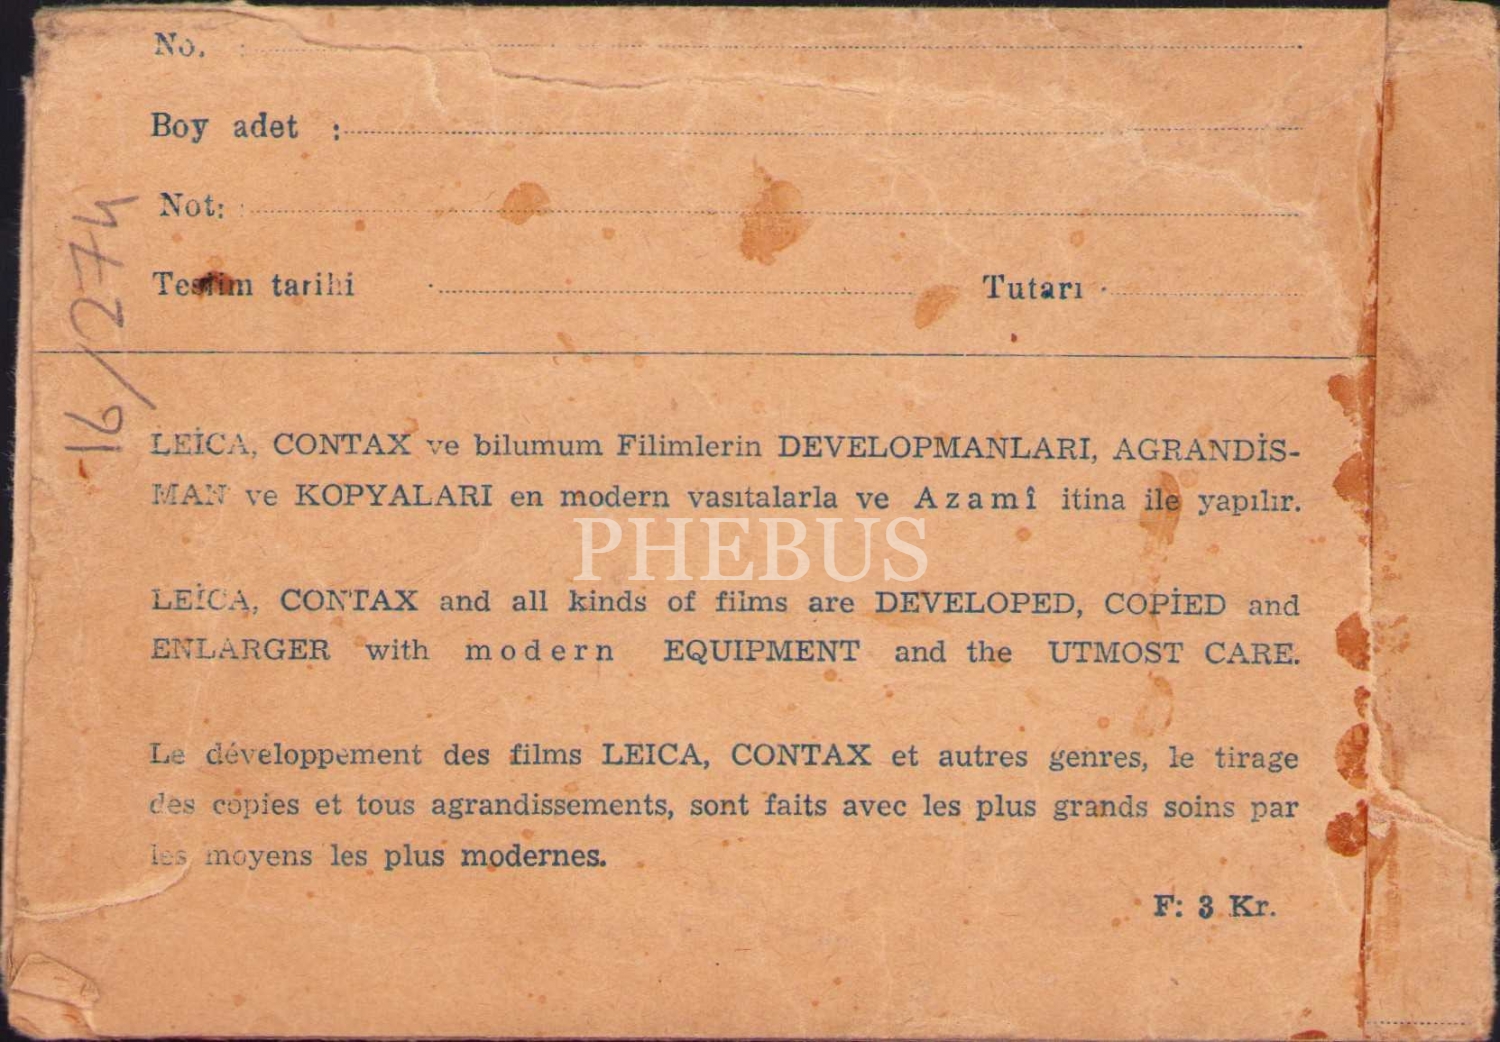 No. :
Boy adet :
Not: :
Teslim tarihi : Tutarı :
16/274
LEİCA, CONTAX ve bilumum Filimlerin DEVELOPMANLARI, AGRANDİS-
MAN ve KOPYALARI en modern vasıtalarla ve Azamî itina ile yapılır.
PHEBUS
LEİCA, CONTAX and all kinds of films are DEVELOPED, COPİED and
ENLARGER with modern EQUIPMENT and the UTMOST CARE.
Le développement des films LEICA, CONTAX et autres genres, le tirage
des copies et tous agrandissements, sont faits avec les plus grands soins par
les moyens les plus modernes.
F: 3 Kr.